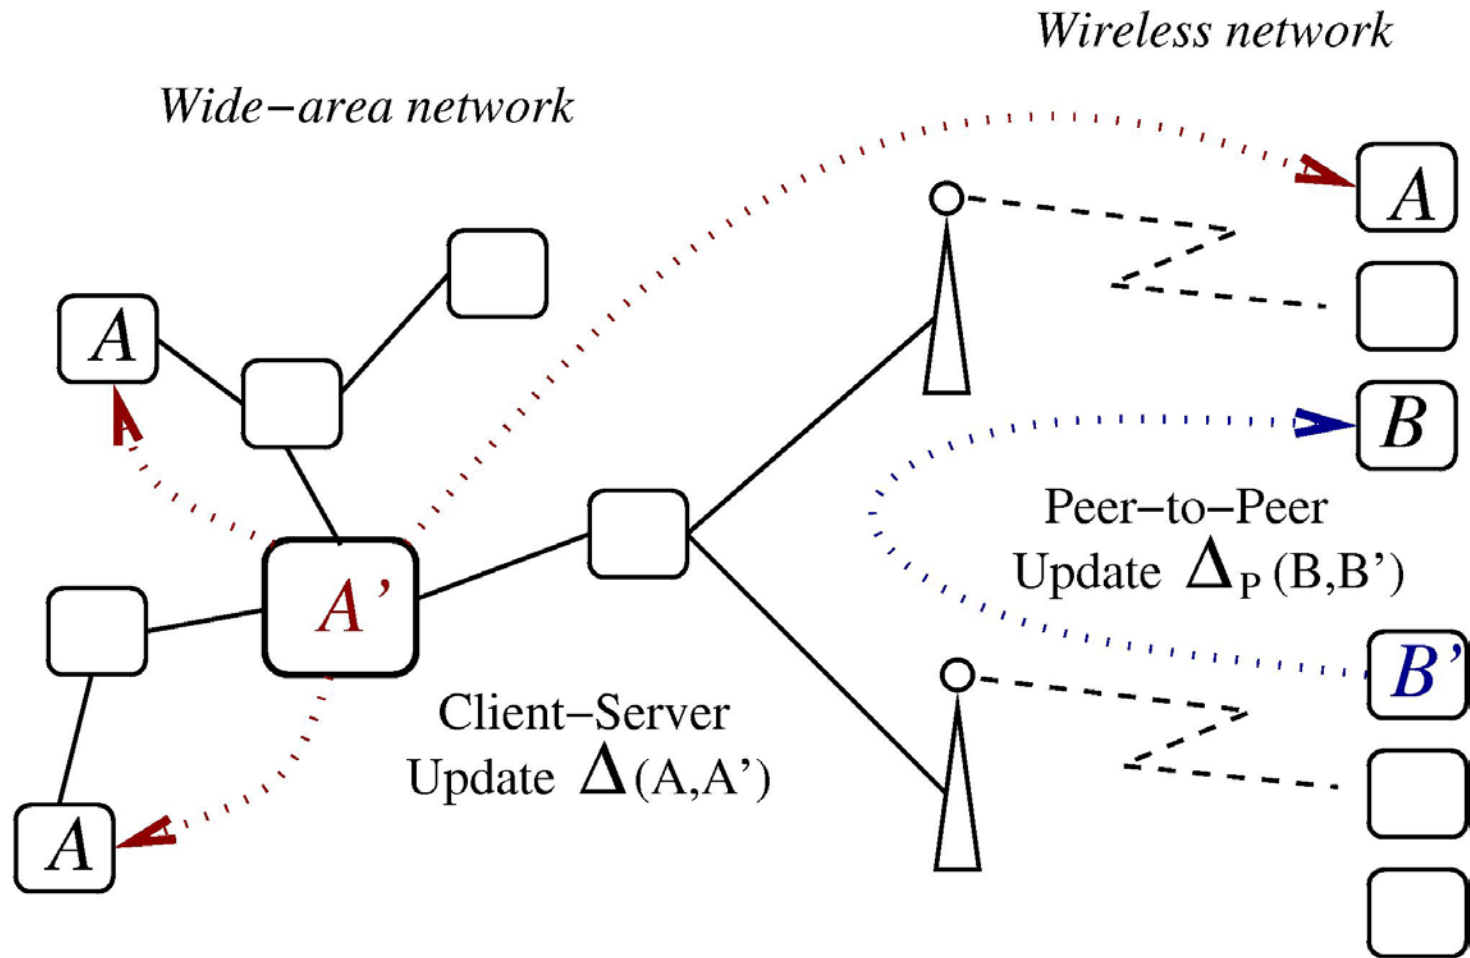 Wireless network
Wide-area network
A
A
B
Peer-to-Peer
Update Δ_P (B,B')
A'
B'
Client-Server
Update Δ (A,A')
A